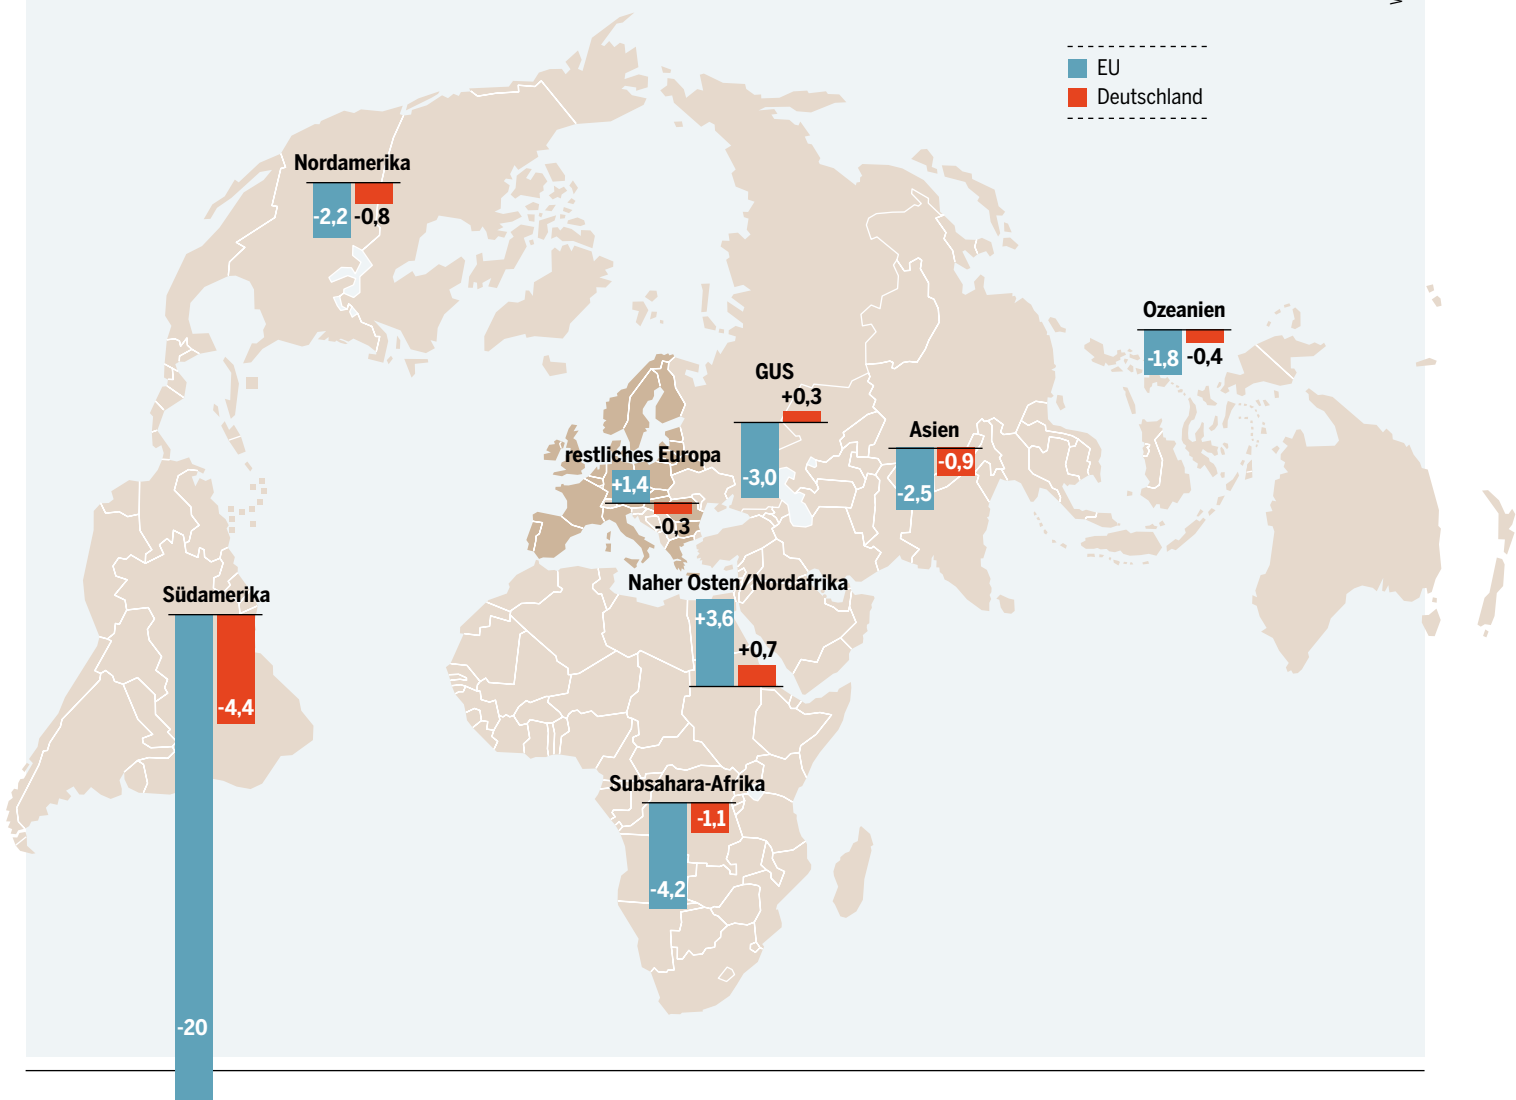 EU
Deutschland
Nordamerika
-2,2 -0,8
Ozeanien
-1,8 -0,4
GUS
+0,3
-3,0
Asien
-0,9
-2,5
restliches Europa
+1,4
-0,3
Naher Osten/Nordafrika
+3,6
+0,7
Südamerika
-4,4
-20
Subsahara-Afrika
-1,1
-4,2